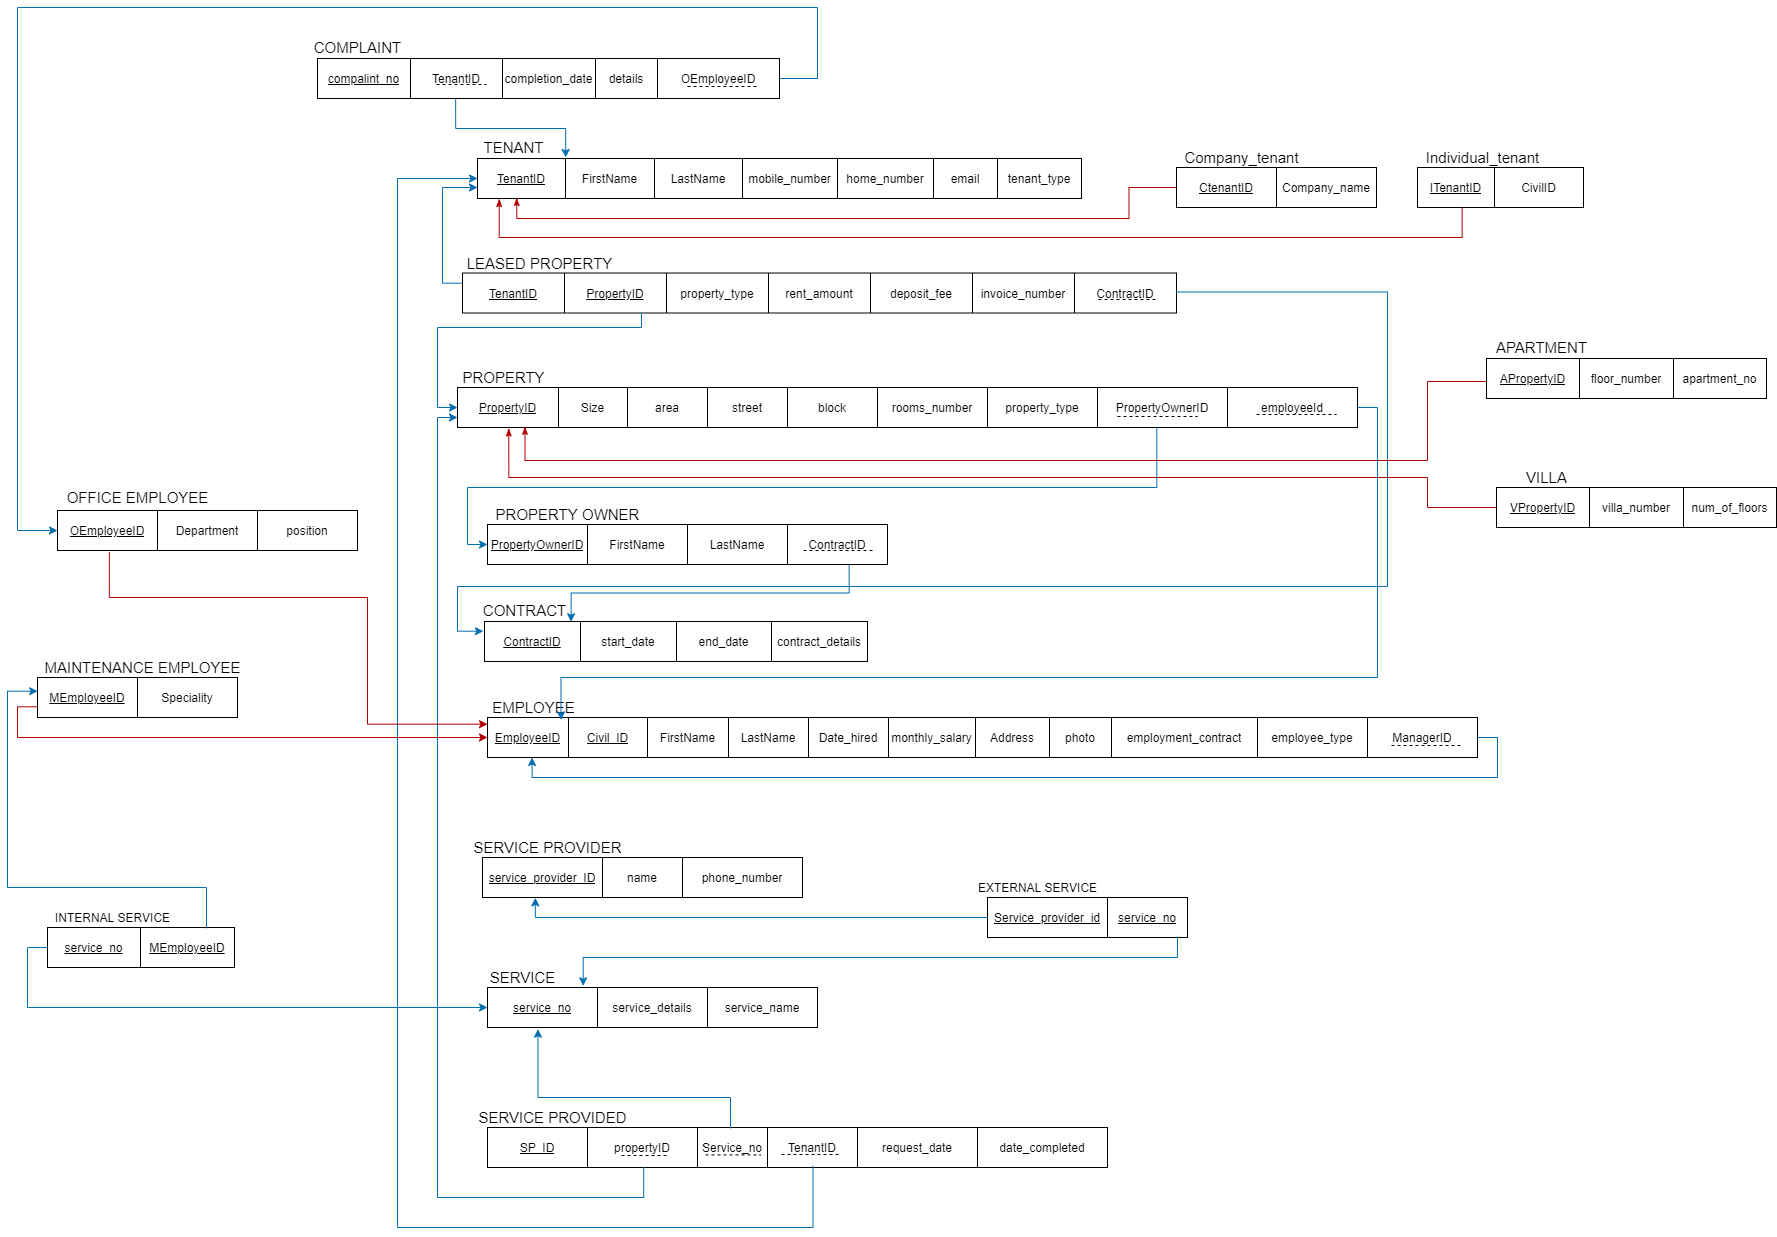 COMPLAINT
compalint_no TenantID completion_date details OEmployeeID
TENANT
TenantID FirstName LastName mobile_number home_number email tenant_type
Company_tenant
CtenantID Company_name
Individual_tenant
ITenantID CivilID
LEASED PROPERTY
TenantID PropertyID property_type rent_amount deposit_fee invoice_number ContractID
APARTMENT
APropertyID floor_number apartment_no
PROPERTY
PropertyID Size area street block rooms_number property_type PropertyOwnerID employeeId
VILLA
VPropertyID villa_number num_of_floors
OFFICE EMPLOYEE
OEmployeeID Department position
PROPERTY OWNER
PropertyOwnerID FirstName LastName ContractID
CONTRACT
ContractID start_date end_date contract_details
MAINTENANCE EMPLOYEE
MEmployeeID Speciality
EMPLOYEE
EmployeeID Civil_ID FirstName LastName Date_hired monthly_salary Address photo employment_contract employee_type ManagerID
SERVICE PROVIDER
service_provider_ID name phone_number
EXTERNAL SERVICE
Service_provider_id service_no
INTERNAL SERVICE
service_no MEmployeeID
SERVICE
service_no service_details service_name
SERVICE PROVIDED
SP_ID propertyID Service_no TenantID request_date date_completed